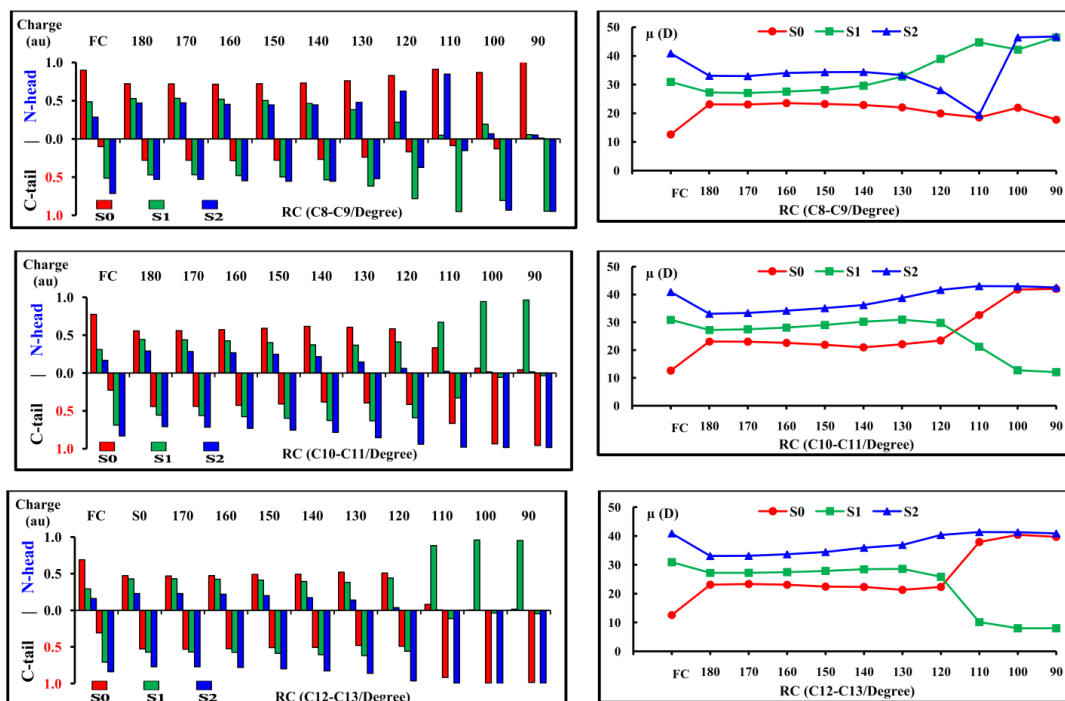 Charge FC 180 170 160 150 140 130 120 110 100 90
(au)
1.0
0.5
0.0
0.5
1.0
C-tail | N-head
S0 S1 S2
RC (C8-C9/Degree)
µ (D)
S0 S1 S2
50
40
30
20
10
0
FC 180 170 160 150 140 130 120 110 100 90
RC (C8-C9/Degree)
Charge
(au)
FC 180 170 160 150 140 130 120 110 100 90
1.0
0.5
0.0
0.5
1.0
C-tail | N-head
S0 S1 S2
RC (C10-C11/Degree)
µ (D)
S0 S1 S2
50
40
30
20
10
0
FC 180 170 160 150 140 130 120 110 100 90
RC (C10-C11/Degree)
Charge
(au)
FC S0 170 160 150 140 130 120 110 100 90
1.0
0.5
0.0
0.5
1.0
C-tail | N-head
S0 S1 S2
RC (C12-C13/Degree)
µ (D)
S0 S1 S2
50
40
30
20
10
0
FC 180 170 160 150 140 130 120 110 100 90
RC (C12-C13/Degree)